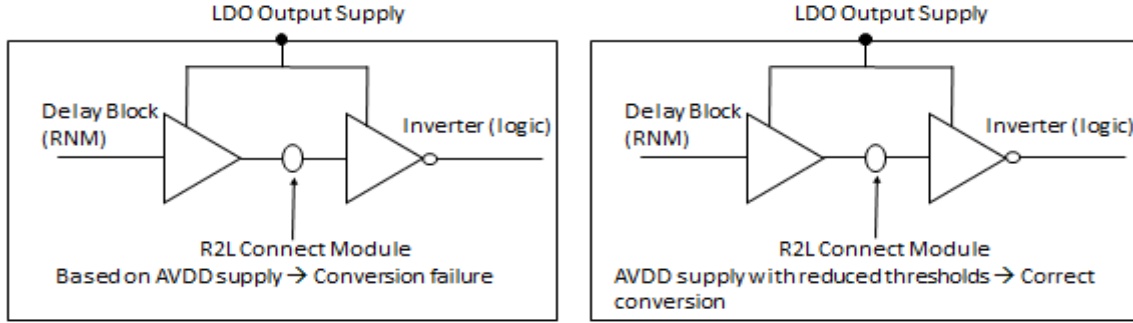 LDO Output Supply
Delay Block
(RNM)
Inverter (logic)
R2L Connect Module
Based on AVDD supply → Conversion failure
LDO Output Supply
Delay Block
(RNM)
Inverter (logic)
R2L Connect Module
AVDD supply with reduced thresholds → Correct
conversion